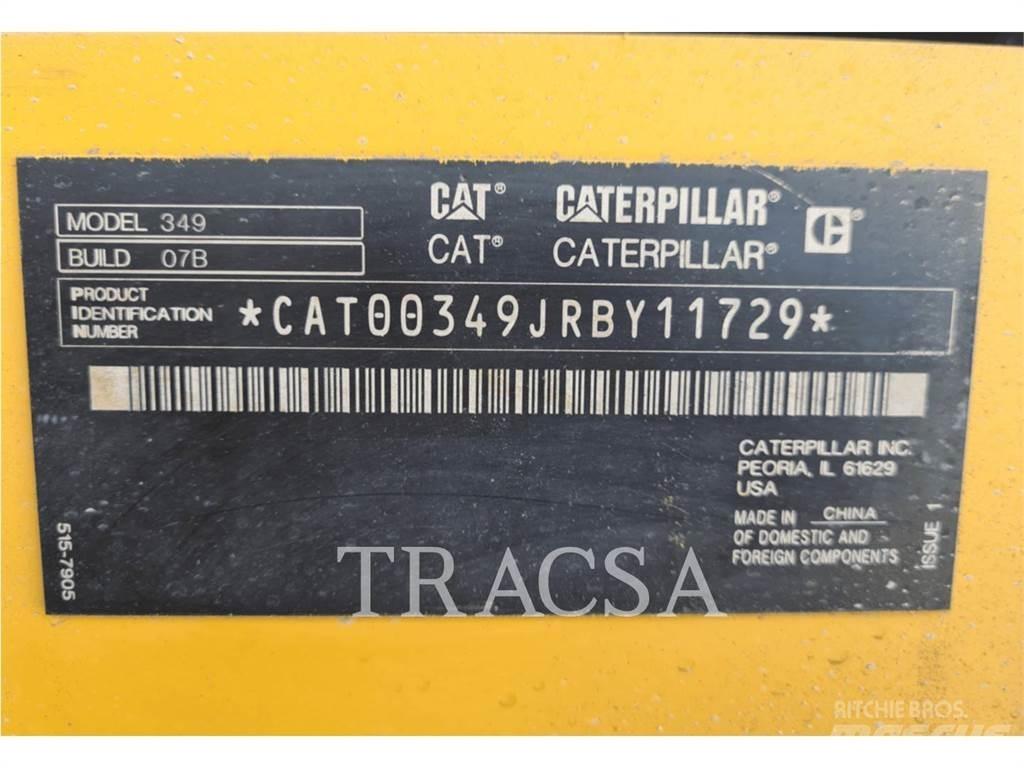 MODEL 349
BUILD 07B
CAT® CATERPILLAR® C®
CAT® CATERPILLAR®
PRODUCT
IDENTIFICATION
NUMBER
*CAT00349JRBY11729*
CATERPILLAR INC.
PEORIA, IL 61629
USA
MADE IN CHINA
OF DOMESTIC AND
FOREIGN COMPONENTS
515-7905
ISSUE 1
TRACSA
RITCHIE BROS.
MASCUS